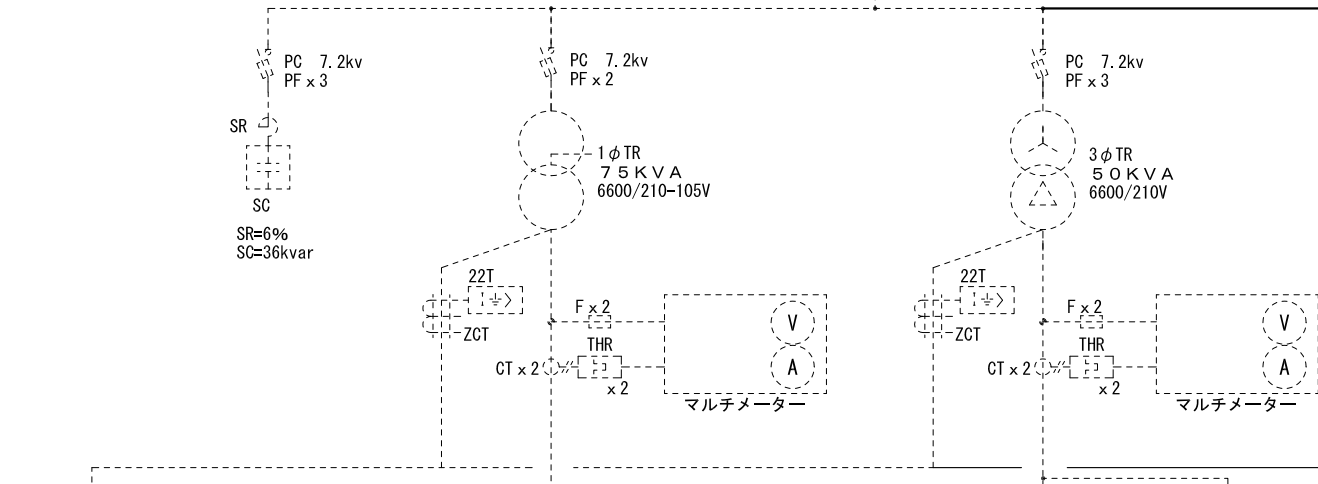 PC 7.2kv
PF×3
SR
SC
SR=6%
SC=36kvar
PC 7.2kv
PF×2
1φTR
75KVA
6600/210-105V
22T
ZCT
F×2
THR
CT×2
×2
V
A
マルチメーター
PC 7.2kv
PF×3
3φTR
50KVA
6600/210V
22T
ZCT
F×2
THR
CT×2
×2
V
A
マルチメーター